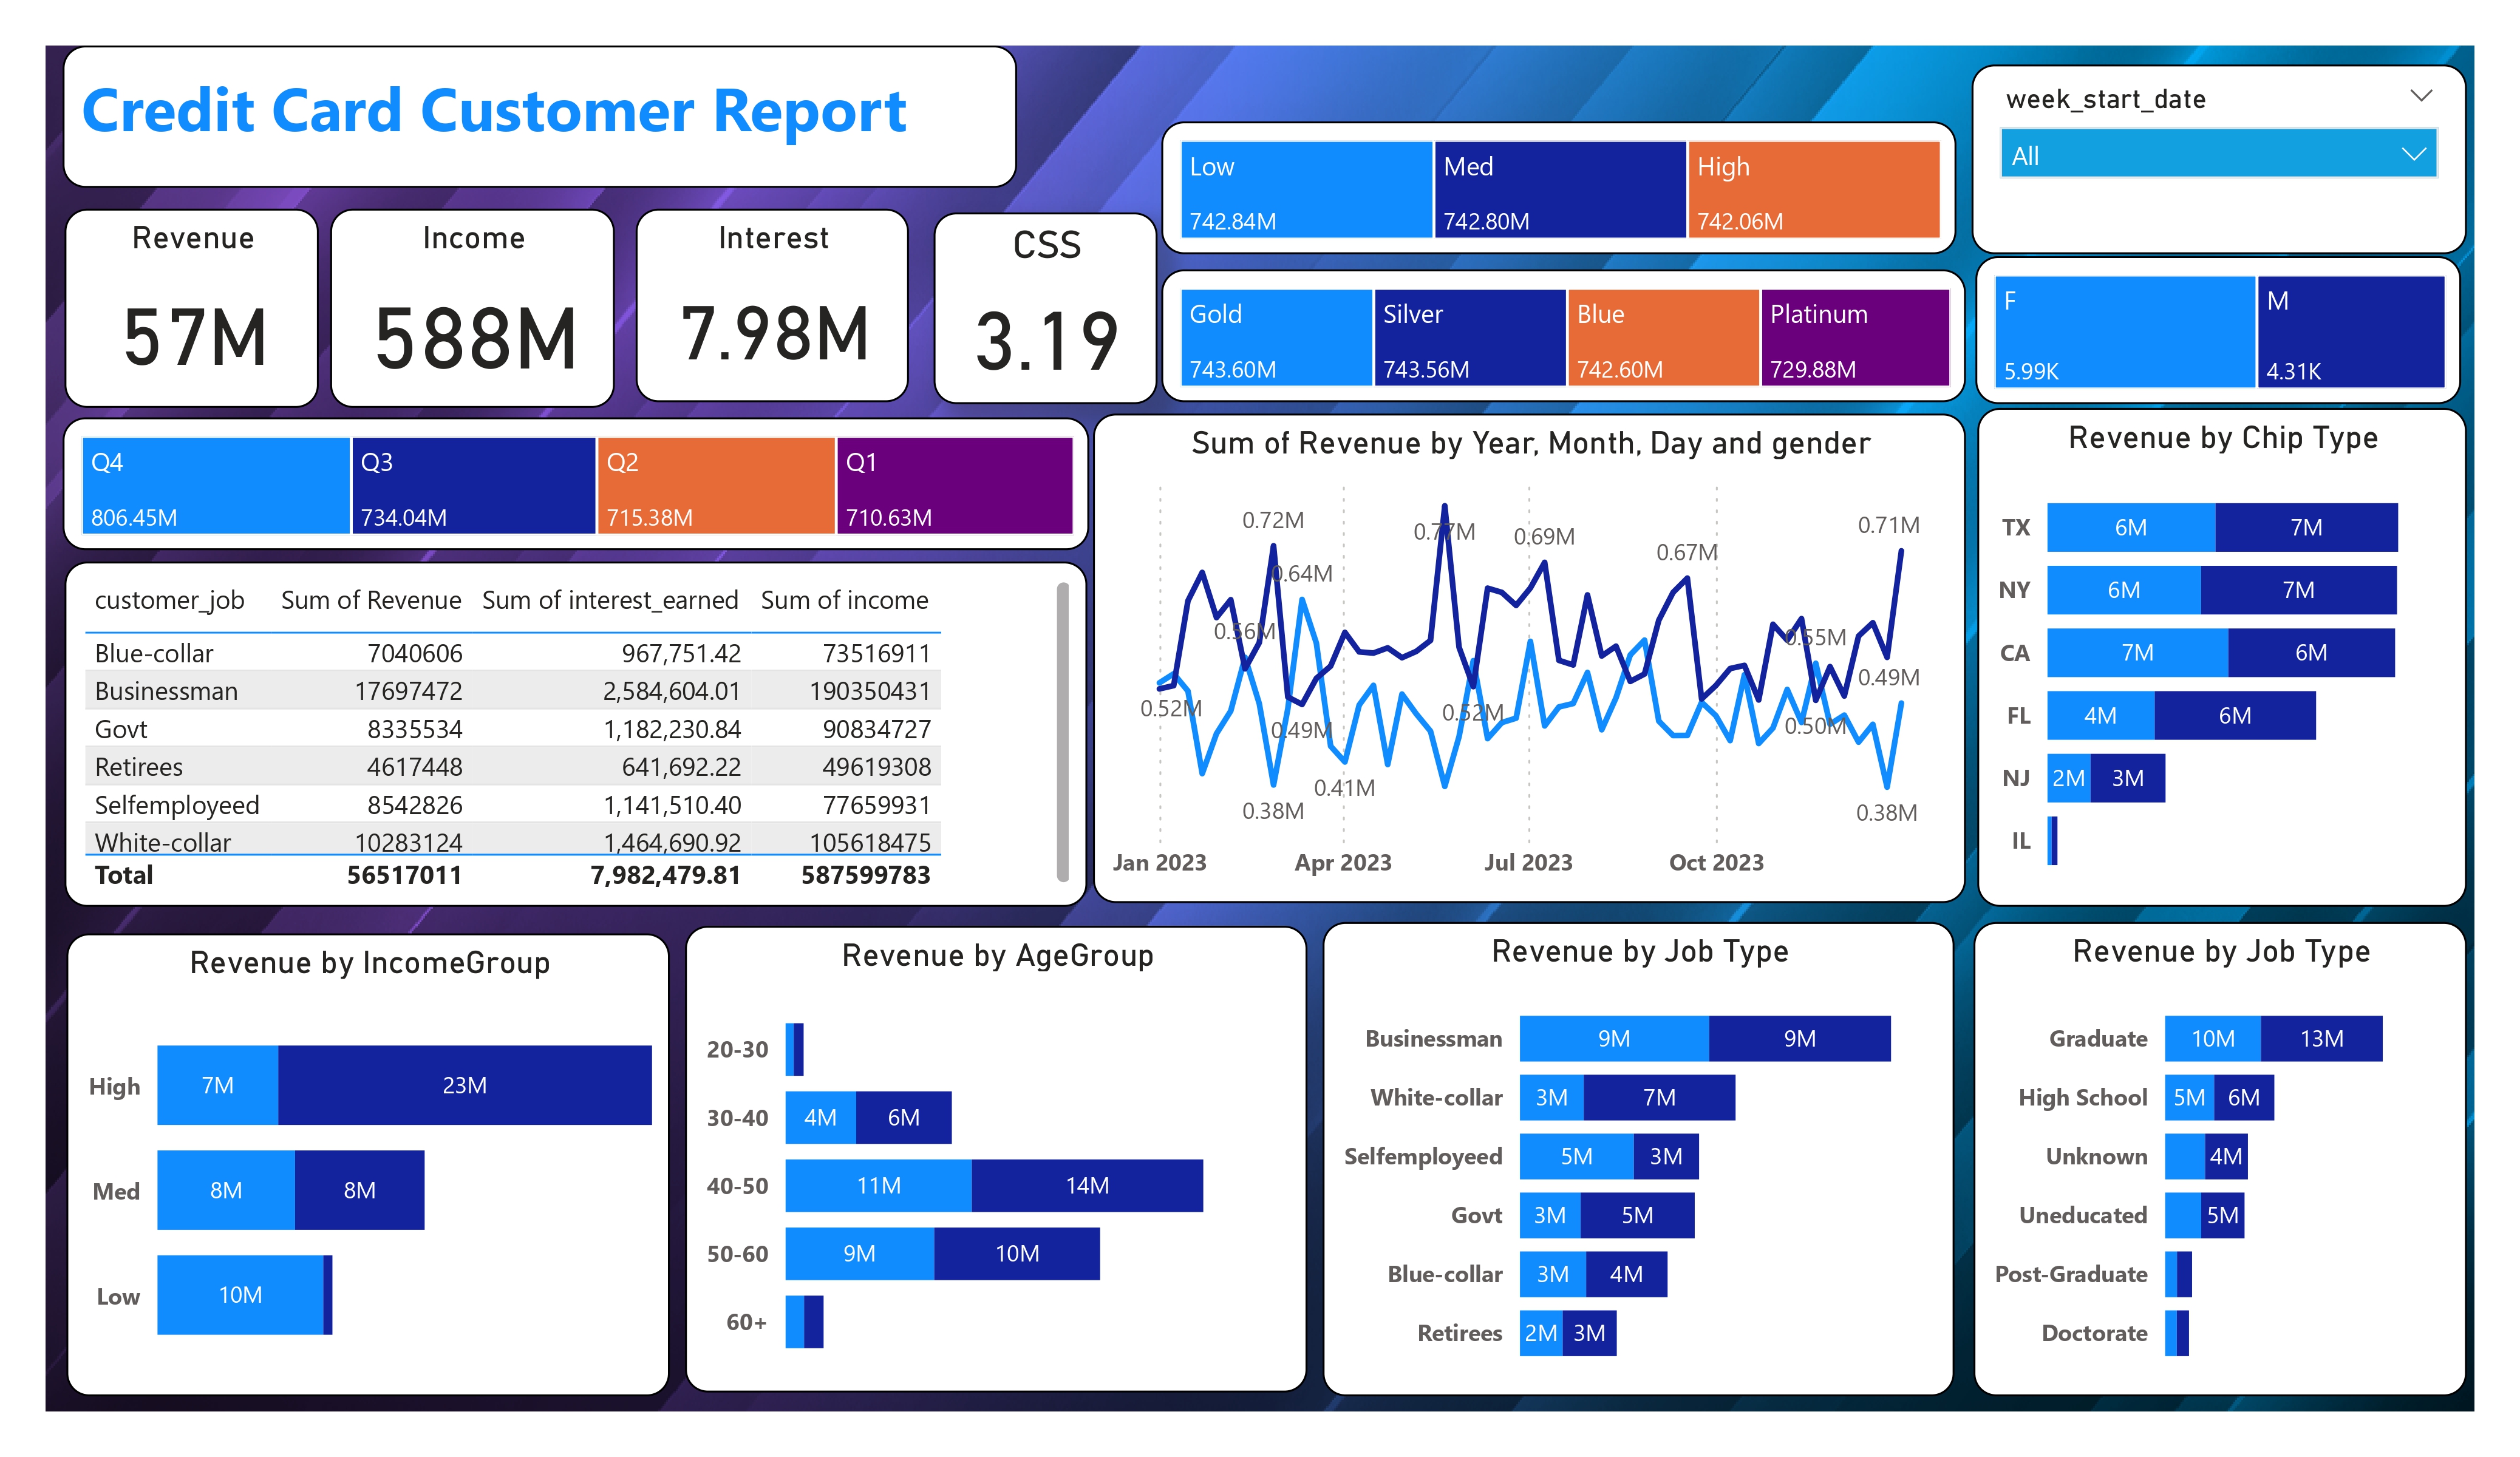 Credit Card Customer Report
week_start_date
All
Low
742.84M
Med
742.80M
High
742.06M
Revenue
57M
Income
588M
Interest
7.98M
CSS
3.19
Gold
743.60M
Silver
743.56M
Blue
742.60M
Platinum
729.88M
F
5.99K
M
4.31K
Q4
806.45M
Q3
734.04M
Q2
715.38M
Q1
710.63M
customer_job Sum of Revenue Sum of interest_earned Sum of income
Blue-collar 7040606 967,751.42 73516911
Businessman 17697472 2,584,604.01 190350431
Govt 8335534 1,182,230.84 90834727
Retirees 4617448 641,692.22 49619308
Selfemployeed 8542826 1,141,510.40 77659931
White-collar 10283124 1,464,690.92 105618475
Total 56517011 7,982,479.81 587599783
Sum of Revenue by Year, Month, Day and gender
0.72M
0.77M
0.69M
0.67M
0.71M
0.64M
0.56M
0.55M
0.49M
0.52M
0.52M
0.49M
0.50M
0.41M
0.38M
0.38M
Jan 2023 Apr 2023 Jul 2023 Oct 2023
Revenue by Chip Type
TX 6M 7M
NY 6M 7M
CA 7M 6M
FL 4M 6M
NJ 2M 3M
IL
Revenue by IncomeGroup
High 7M 23M
Med 8M 8M
Low 10M
Revenue by AgeGroup
20-30
30-40 4M 6M
40-50 11M 14M
50-60 9M 10M
60+
Revenue by Job Type
Businessman 9M 9M
White-collar 3M 7M
Selfemployeed 5M 3M
Govt 3M 5M
Blue-collar 3M 4M
Retirees 2M 3M
Revenue by Job Type
Graduate 10M 13M
High School 5M 6M
Unknown 4M
Uneducated 5M
Post-Graduate
Doctorate